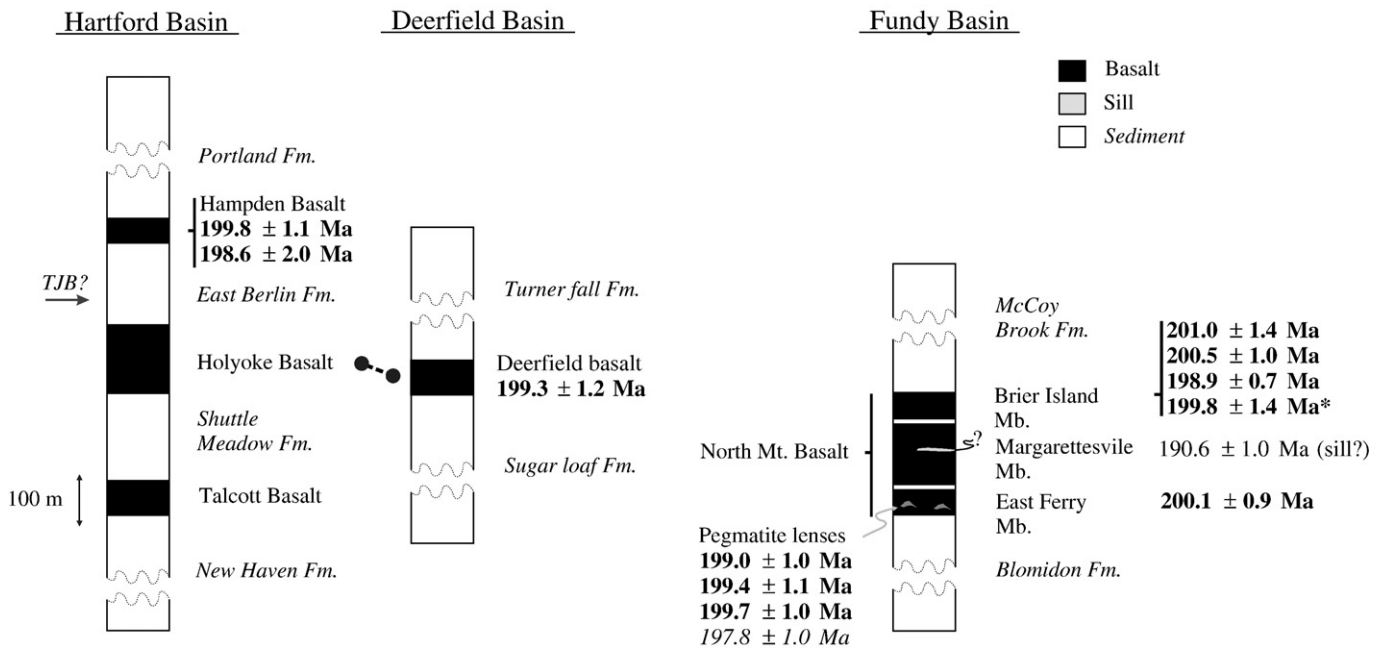 Hartford Basin
Deerfield Basin
Fundy Basin
Basalt
Sill
Sediment
Portland Fm.
Hampden Basalt
199.8 ± 1.1 Ma
198.6 ± 2.0 Ma
TJB?
East Berlin Fm.
Holyoke Basalt
Shuttle
Meadow Fm.
100 m
Talcott Basalt
New Haven Fm.
Turner fall Fm.
Deerfield basalt
199.3 ± 1.2 Ma
Sugar loaf Fm.
McCoy
Brook Fm.
201.0 ± 1.4 Ma
200.5 ± 1.0 Ma
198.9 ± 0.7 Ma
199.8 ± 1.4 Ma*
Brier Island
Mb.
North Mt. Basalt
?
Margarettesvile
Mb.
190.6 ± 1.0 Ma (sill?)
East Ferry
Mb.
200.1 ± 0.9 Ma
Pegmatite lenses
199.0 ± 1.0 Ma
199.4 ± 1.1 Ma
199.7 ± 1.0 Ma
197.8 ± 1.0 Ma
Blomidon Fm.